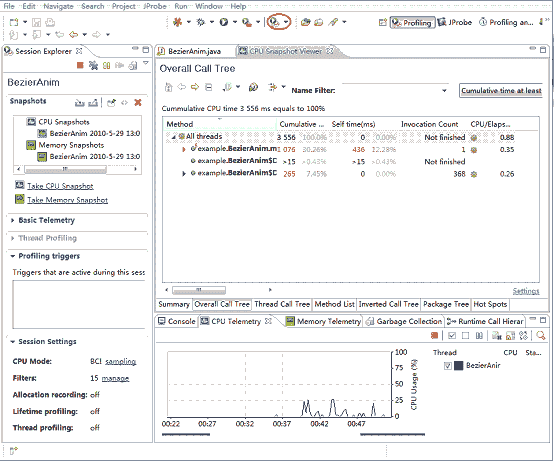 File Edit Navigate Search Project JProbe Run Window Help
Profiling JProbe Profiling an...
Session Explorer
BezierAnim
Snapshots
CPU Snapshots
BezierAnim 2010-5-29 13:0
Memory Snapshots
BezierAnim 2010-5-29 13:0
Take CPU Snapshot
Take Memory Snapshot
Basic Telemetry
Thread Profiling
Profiling triggers
Triggers that are active during this sess
Session Settings
CPU Mode: BCI sampling
Filters: 15 manage
Allocation recording: off
Lifetime profiling: off
Thread profiling: off
BezierAnim.java CPU Snapshot Viewer
Overall Call Tree
Name Filter: Cumulative time at least
Cummulative CPU time 3 556 ms equals to 100%
Method Cumulative ... Self time(ms) Invocation Count CPU/Elaps...
All threads 3 556 100.0% 0 0.0% Not finished 0.88
example.BezierAnim.m 1 076 30.26% 436 12.28% 1 0.35
example.BezierAnim$C >15 >0.43% >15 >0.43% Not finished
example.BezierAnim$D 265 7.45% 0 0.0% 368 0.26
Settings
Summary Overall Call Tree Thread Call Tree Method List Inverted Call Tree Package Tree Hot Spots
Console CPU Telemetry Memory Telemetry Garbage Collection Runtime Call Hierar
100
75
50
25
0
CPU Usage (%)
00:22 00:27 00:32 00:37 00:42 00:47
Thread CPU Sta...
BezierAnir